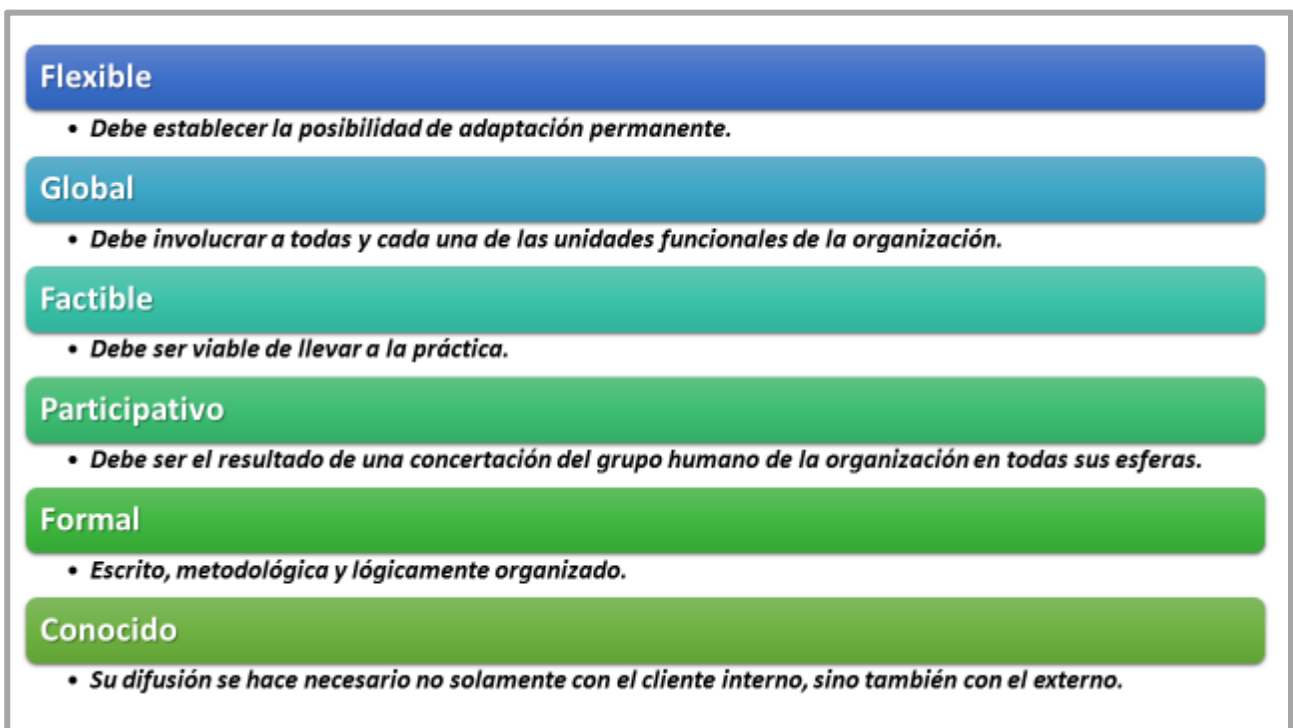 Flexible
• Debe establecer la posibilidad de adaptación permanente.
Global
• Debe involucrar a todas y cada una de las unidades funcionales de la organización.
Factible
• Debe ser viable de llevar a la práctica.
Participativo
• Debe ser el resultado de una concertación del grupo humano de la organización en todas sus esferas.
Formal
• Escrito, metodológica y lógicamente organizado.
Conocido
• Su difusión se hace necesario no solamente con el cliente interno, sino también con el externo.